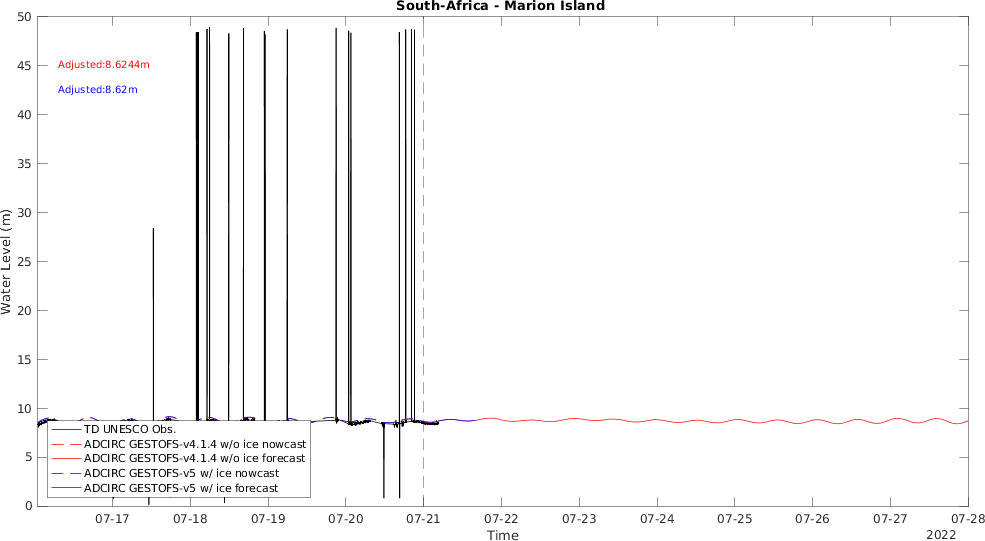 South-Africa - Marion Island
50
45
40
35
30
25
20
15
10
5
0
Water Level (m)
Adjusted:8.6244m
Adjusted:8.62m
TD UNESCO Obs.
ADCIRC GESTOFS-v4.1.4 w/o ice nowcast
ADCIRC GESTOFS-v4.1.4 w/o ice forecast
ADCIRC GESTOFS-v5 w/ ice nowcast
ADCIRC GESTOFS-v5 w/ ice forecast
07-17 07-18 07-19 07-20 07-21 07-22 07-23 07-24 07-25 07-26 07-27 07-28
Time
2022